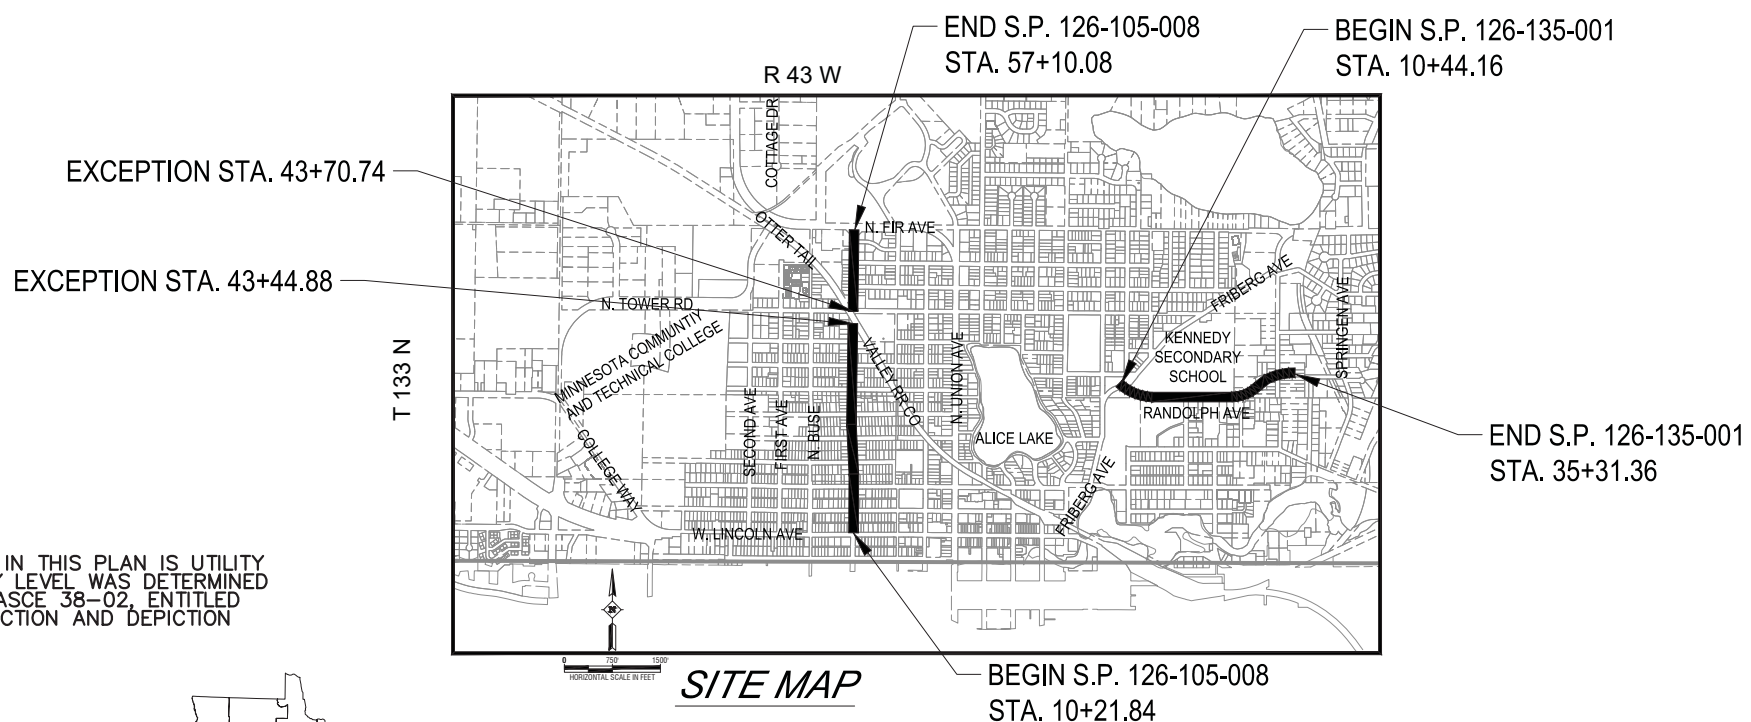 END S.P. 126-105-008
STA. 57+10.08
BEGIN S.P. 126-135-001
STA. 10+44.16
R 43 W
EXCEPTION STA. 43+70.74
EXCEPTION STA. 43+44.88
T 133 N
COTTAGE DR
OTTER TAIL
N. FIR AVE
N. TOWER RD
MINNESOTA COMMUNTIY
AND TECHNICAL COLLEGE
COLLEGE WAY
SECOND AVE
FIRST AVE
N. BUSE
VALLEY RR CO
N. UNION AVE
ALICE LAKE
FRIBERG AVE
KENNEDY
SECONDARY
SCHOOL
SPRINGEN AVE
RANDOLPH AVE
FRIBERG AVE
W. LINCOLN AVE
END S.P. 126-135-001
STA. 35+31.36
IN THIS PLAN IS UTILITY
LEVEL WAS DETERMINED
ASCE 38-02, ENTITLED
CTION AND DEPICTION
N
0 750' 1500'
HORIZONTAL SCALE IN FEET
SITE MAP
BEGIN S.P. 126-105-008
STA. 10+21.84